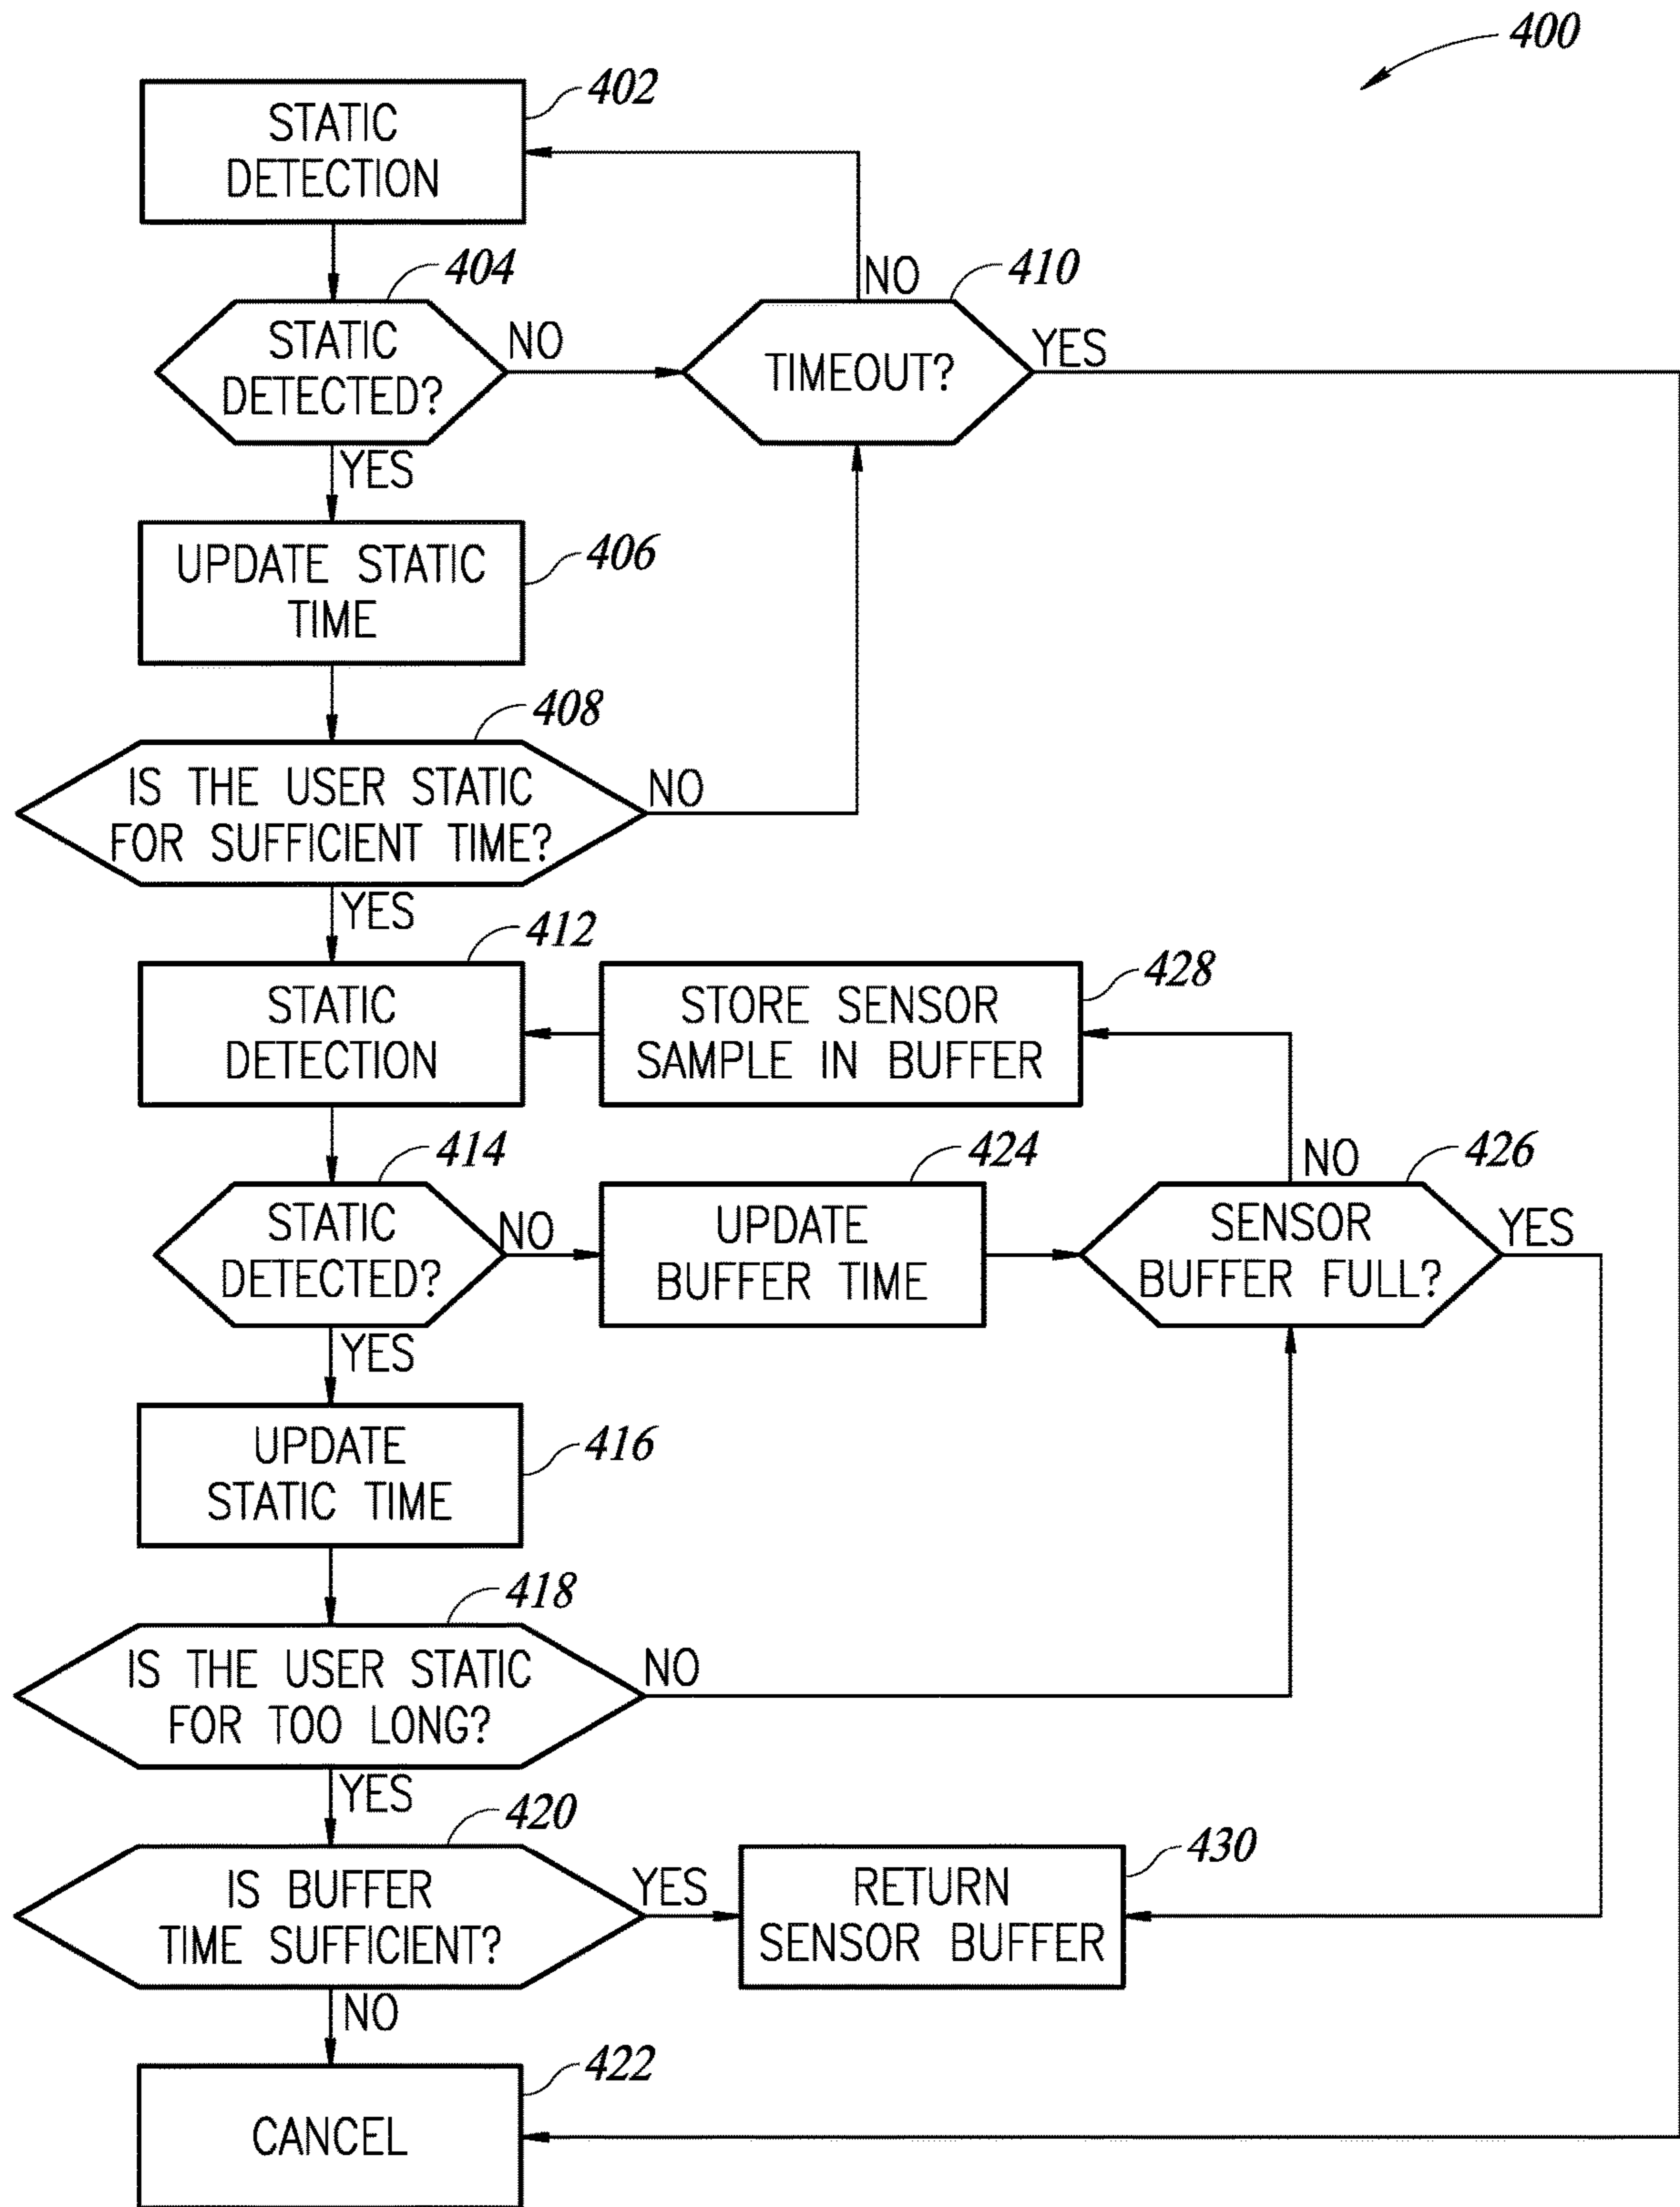 400
STATIC
DETECTION
402
404
STATIC
DETECTED?
NO
YES
NO
410
TIMEOUT?
YES
UPDATE STATIC
TIME
406
408
IS THE USER STATIC
FOR SUFFICIENT TIME?
NO
YES
412
STATIC
DETECTION
STORE SENSOR
SAMPLE IN BUFFER
428
414
STATIC
DETECTED?
NO
YES
424
UPDATE
BUFFER TIME
NO
426
SENSOR
BUFFER FULL?
YES
UPDATE
STATIC TIME
416
418
IS THE USER STATIC
FOR TOO LONG?
NO
YES
420
IS BUFFER
TIME SUFFICIENT?
YES
NO
RETURN
SENSOR BUFFER
430
CANCEL
422